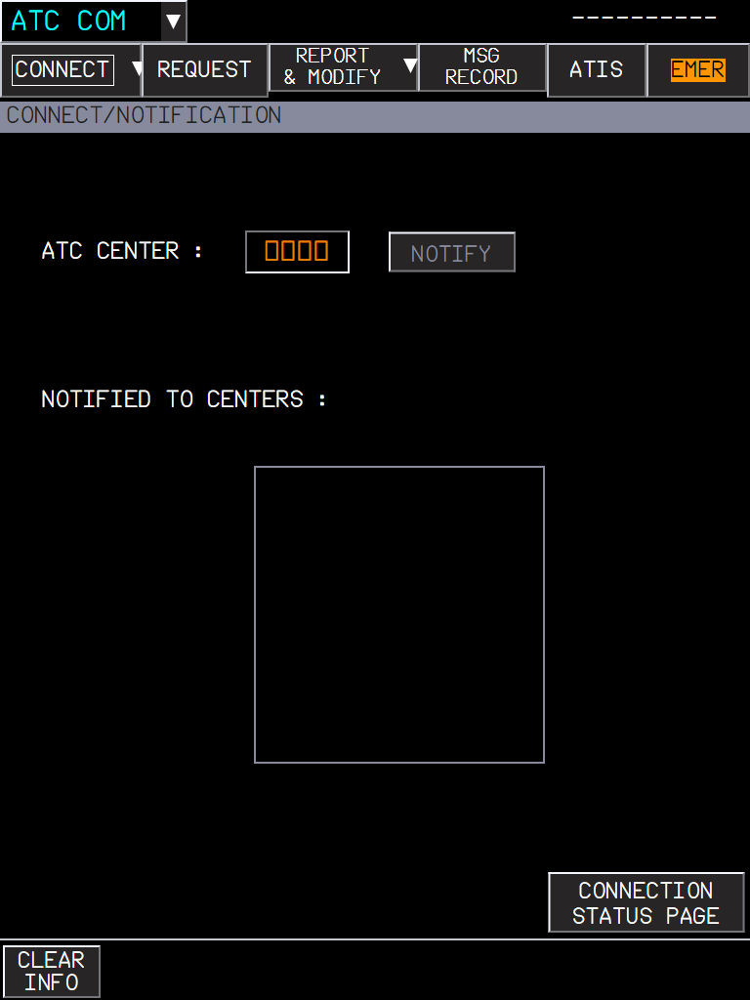 ATC COM
----------
CONNECT
REQUEST
REPORT
& MODIFY
MSG
RECORD
ATIS
EMER
CONNECT/NOTIFICATION
ATC CENTER :
NOTIFY
NOTIFIED TO CENTERS :
CONNECTION
STATUS PAGE
CLEAR
INFO